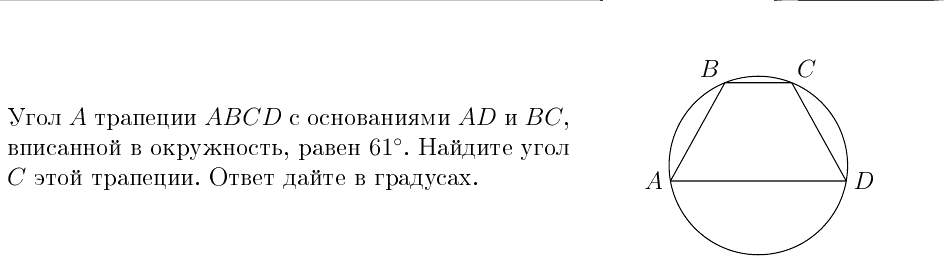 B C
Угол A трапеции ABCD с основаниями AD и BC,
вписанной в окружность, равен 61°. Найдите угол
C этой трапеции. Ответ дайте в градусах.
A D